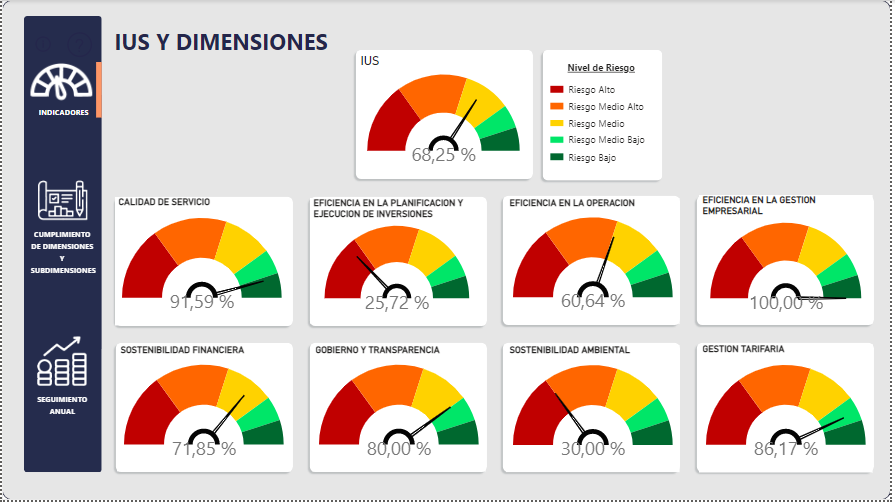 IUS Y DIMENSIONES
INDICADORES
CUMPLIMIENTO
DE DIMENSIONES
Y
SUBDIMENSIONES
SEGUIMIENTO
ANUAL
IUS
68,25 %
Nivel de Riesgo
Riesgo Alto
Riesgo Medio Alto
Riesgo Medio
Riesgo Medio Bajo
Riesgo Bajo
CALIDAD DE SERVICIO
91,59 %
EFICIENCIA EN LA PLANIFICACION Y
EJECUCION DE INVERSIONES
25,72 %
EFICIENCIA EN LA OPERACION
60,64 %
EFICIENCIA EN LA GESTION
EMPRESARIAL
100,00 %
SOSTENIBILIDAD FINANCIERA
71,85 %
GOBIERNO Y TRANSPARENCIA
80,00 %
SOSTENIBILIDAD AMBIENTAL
30,00 %
GESTION TARIFARIA
86,17 %